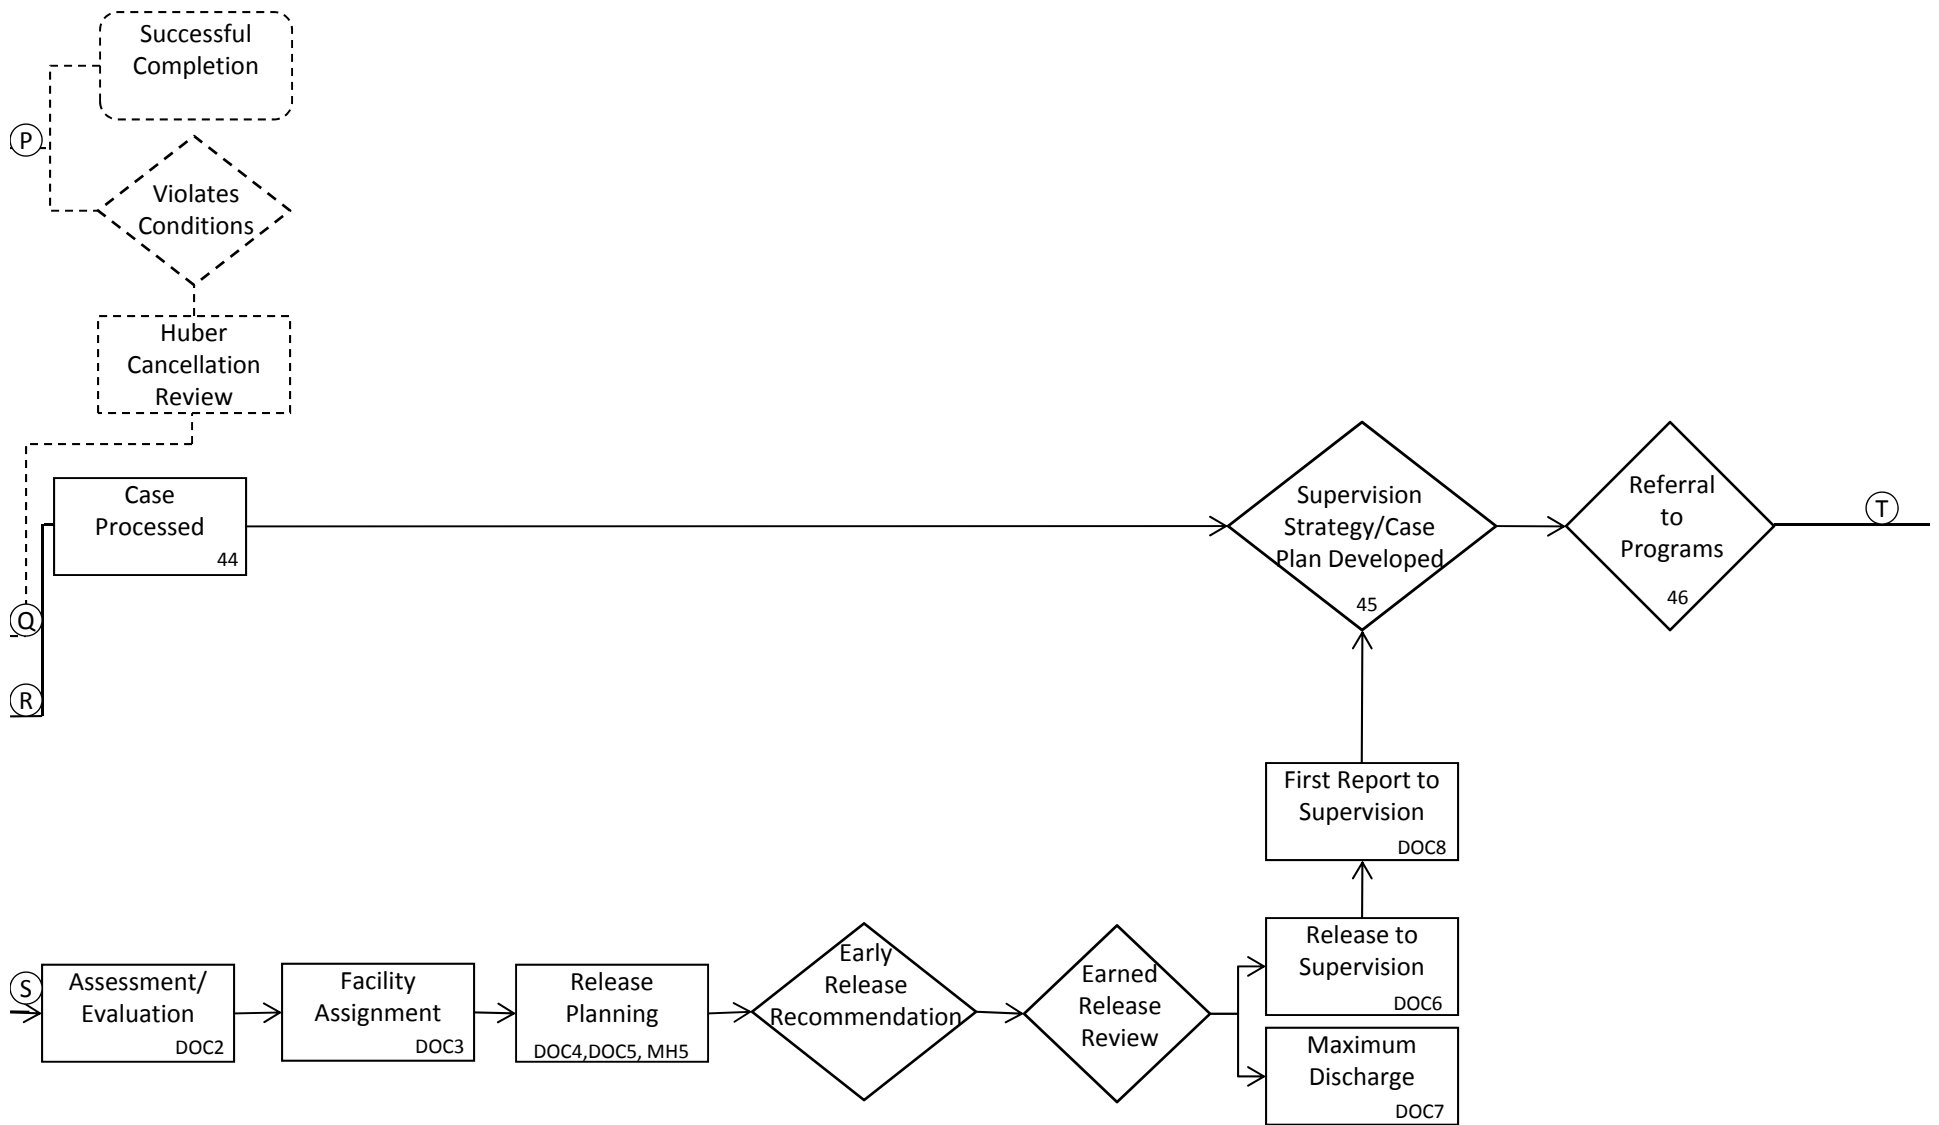 Successful
Completion
P
Violates
Conditions
Huber
Cancellation
Review
Case
Processed
44
Supervision
Strategy/Case
Plan Developed
45
Referral
to
Programs
46
T
Q
R
First Report to
Supervision
DOC8
S
Assessment/
Evaluation
DOC2
Facility
Assignment
DOC3
Release
Planning
DOC4,DOC5, MH5
Early
Release
Recommendation
Earned
Release
Review
Release to
Supervision
DOC6
Maximum
Discharge
DOC7